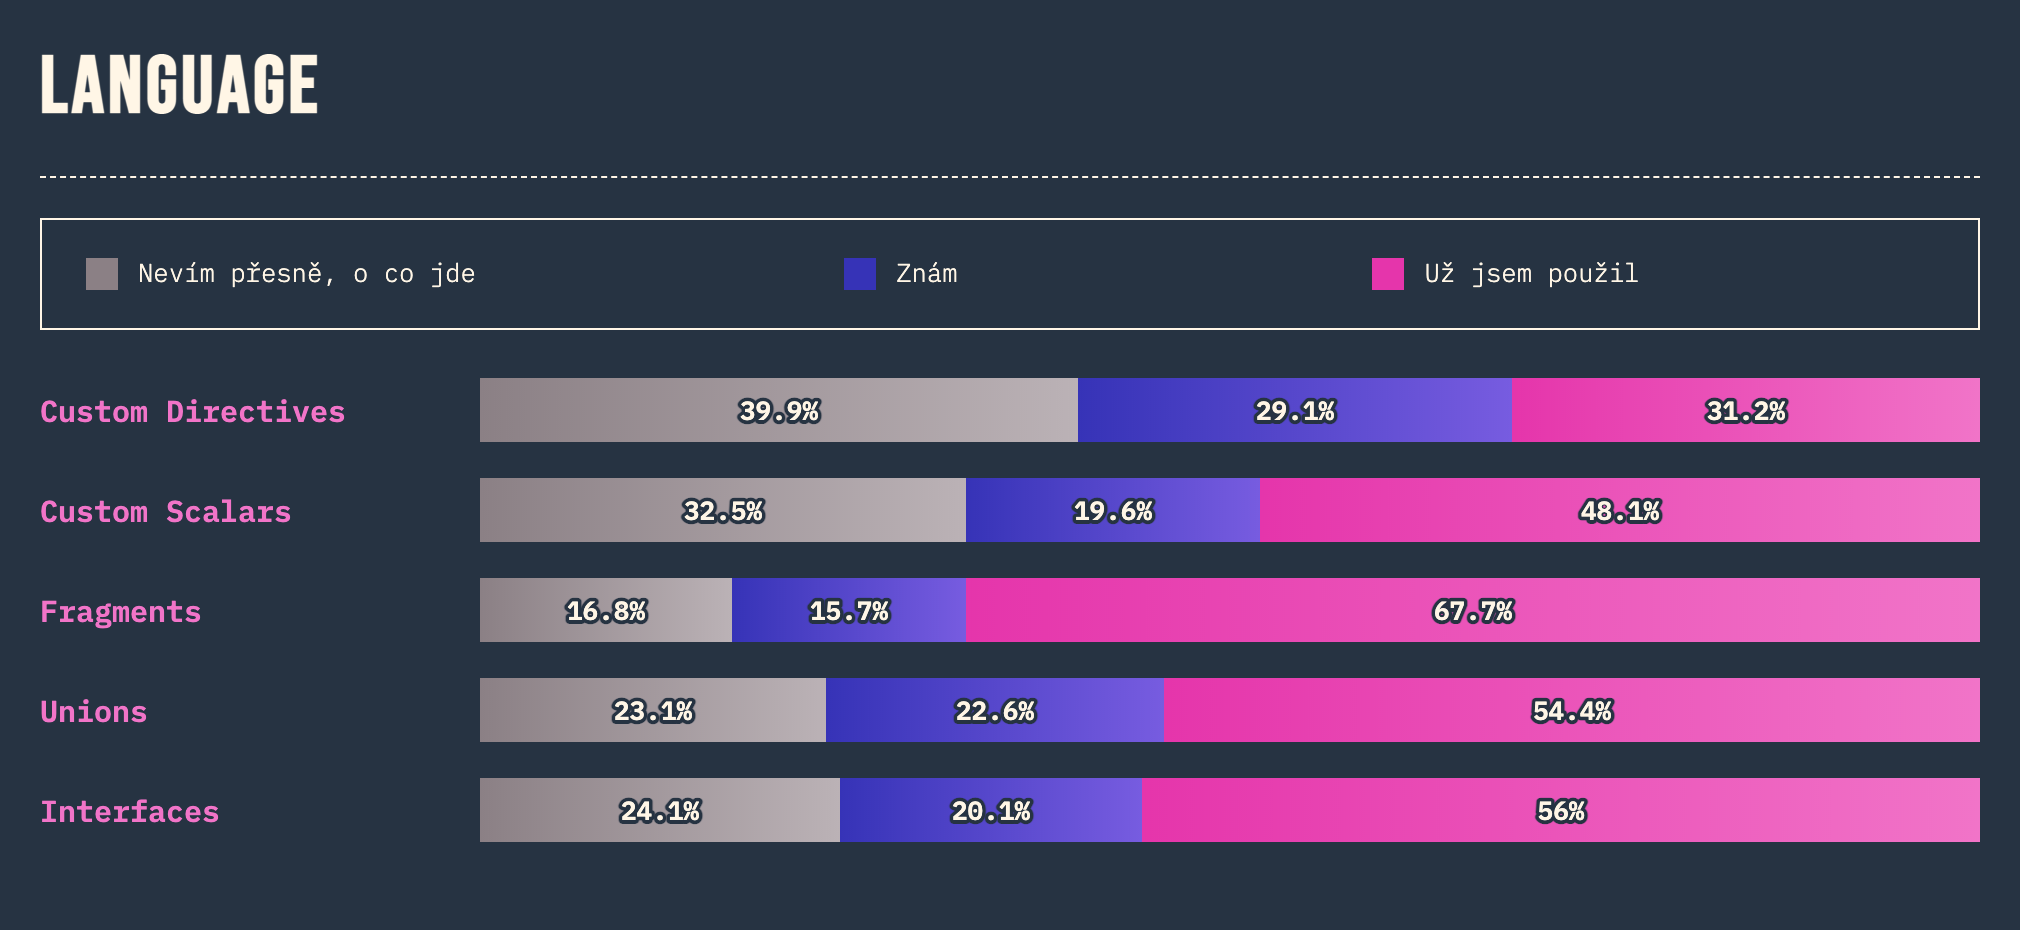 LANGUAGE
Nevím přesně, o co jde Znám Už jsem použil
Custom Directives 39.9% 29.1% 31.2%
Custom Scalars 32.5% 19.6% 48.1%
Fragments 16.8% 15.7% 67.7%
Unions 23.1% 22.6% 54.4%
Interfaces 24.1% 20.1% 56%